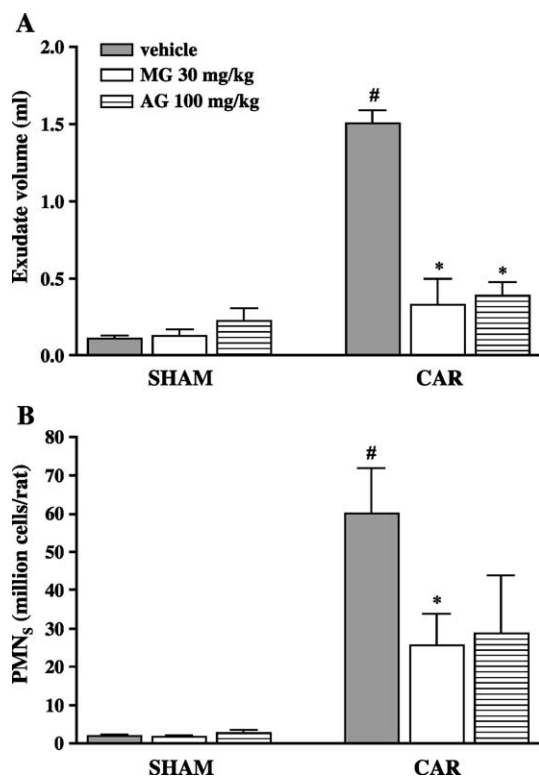 A
vehicle
MG 30 mg/kg
AG 100 mg/kg
Exudate volume (ml)
2.0
1.5
1.0
0.5
0.0
#
*
*
SHAM
CAR
B
PMNs (million cells/rat)
80
70
60
50
40
30
20
10
0
#
*
SHAM
CAR